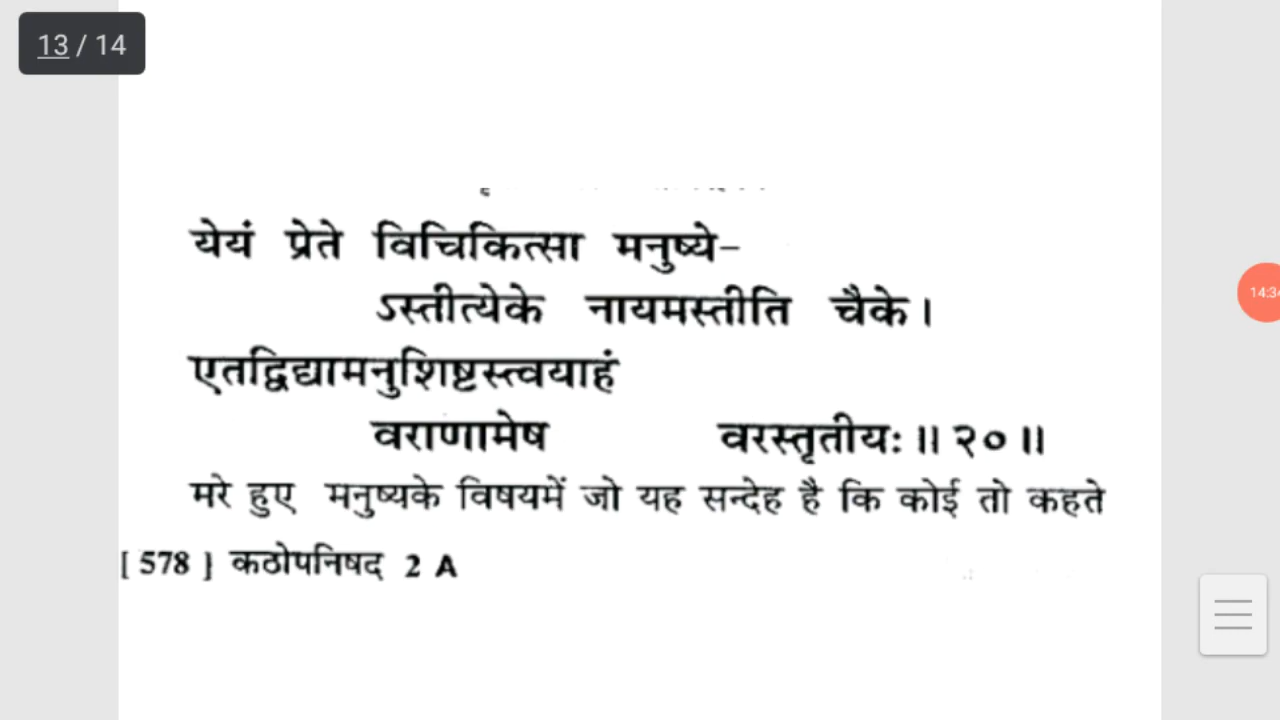 13 / 14
येयं प्रेते विचिकित्सा मनुष्ये–
ऽस्तीत्येके नायमस्तीति चैके।
एतद्विद्यामनुशिष्टस्त्वयाहं
वराणामेष वरस्तृतीयः॥ २०॥
मरे हुए मनुष्यके विषयमें जो यह सन्देह है कि कोई तो कहते
[ 578 ] कठोपनिषद 2 A